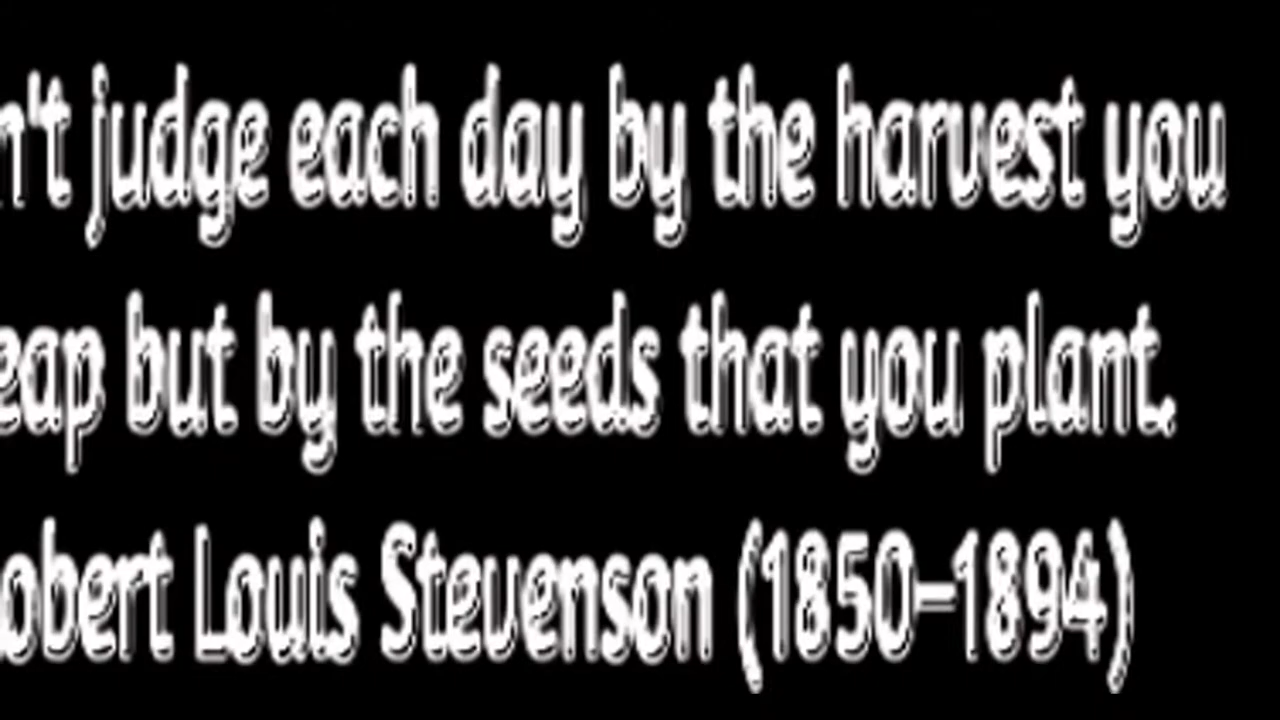 n't judge each day by the harvest you
eap but by the seeds that you plant.
obert Louis Stevenson (1850–1894)